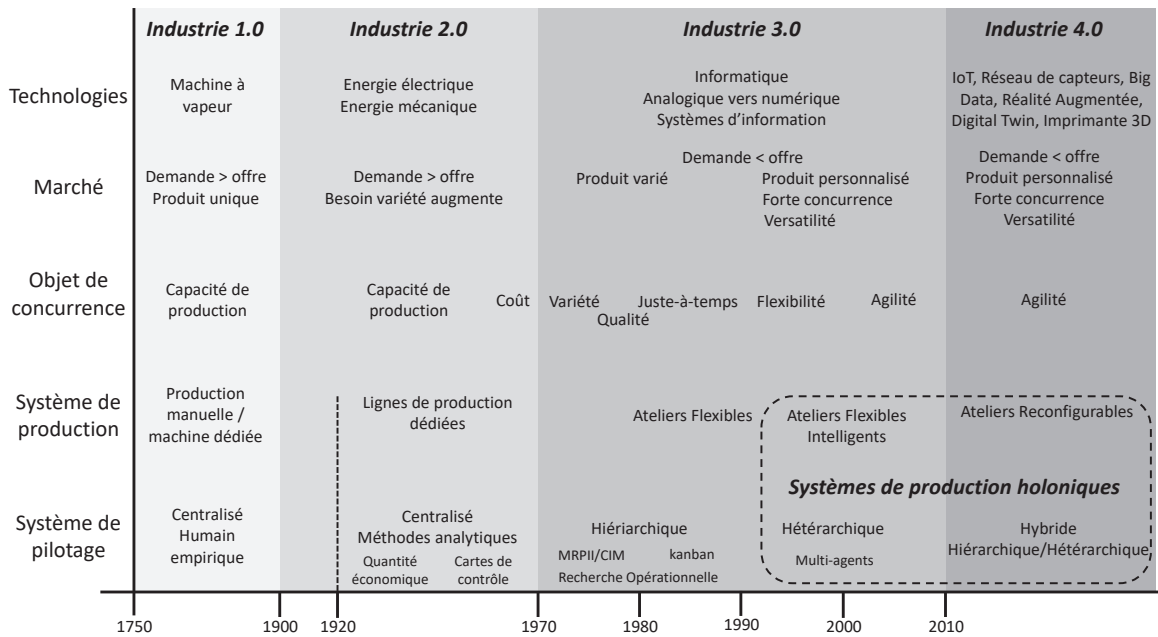 Industrie 1.0
Industrie 2.0
Industrie 3.0
Industrie 4.0
Technologies
Machine à
vapeur
Energie électrique
Energie mécanique
Informatique
Analogique vers numérique
Systèmes d'information
IoT, Réseau de capteurs, Big
Data, Réalité Augmentée,
Digital Twin, Imprimante 3D
Marché
Demande > offre
Produit unique
Demande > offre
Besoin variété augmente
Demande < offre
Produit varié
Produit personnalisé
Forte concurrence
Versatilité
Demande < offre
Produit personnalisé
Forte concurrence
Versatilité
Objet de
concurrence
Capacité de
production
Capacité de
production
Coût
Variété
Qualité
Juste-à-temps
Flexibilité
Agilité
Agilité
Système de
production
Production
manuelle /
machine dédiée
Lignes de production
dédiées
Ateliers Flexibles
Ateliers Flexibles
Intelligents
Ateliers Reconfigurables
Systèmes de production holoniques
Système de
pilotage
Centralisé
Humain
empirique
Centralisé
Méthodes analytiques
Quantité
économique
Cartes de
contrôle
Hiériarchique
MRPII/CIM
kanban
Recherche Opérationnelle
Hétérarchique
Multi-agents
Hybride
Hiérarchique/Hétérarchique
1750
1900
1920
1970
1980
1990
2000
2010